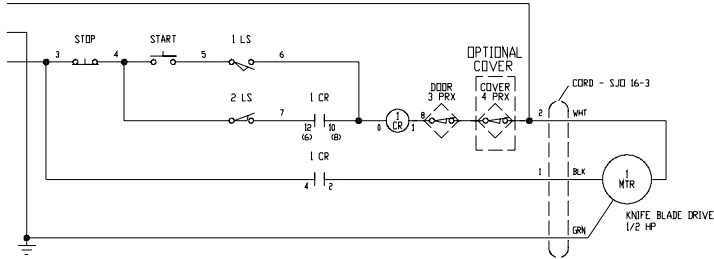 STOP
START
1 LS
3
4
5
6
OPTIONAL
COVER
2 LS
7
1 CR
12
(6)
10
(8)
0
1
CR
1
8
DOOR
3 PRX
COVER
4 PRX
CORD - SJO 16-3
2
WHT
1 CR
4
2
1
BLK
1
MTR
KNIFE BLADE DRIVE
1/2 HP
GRN